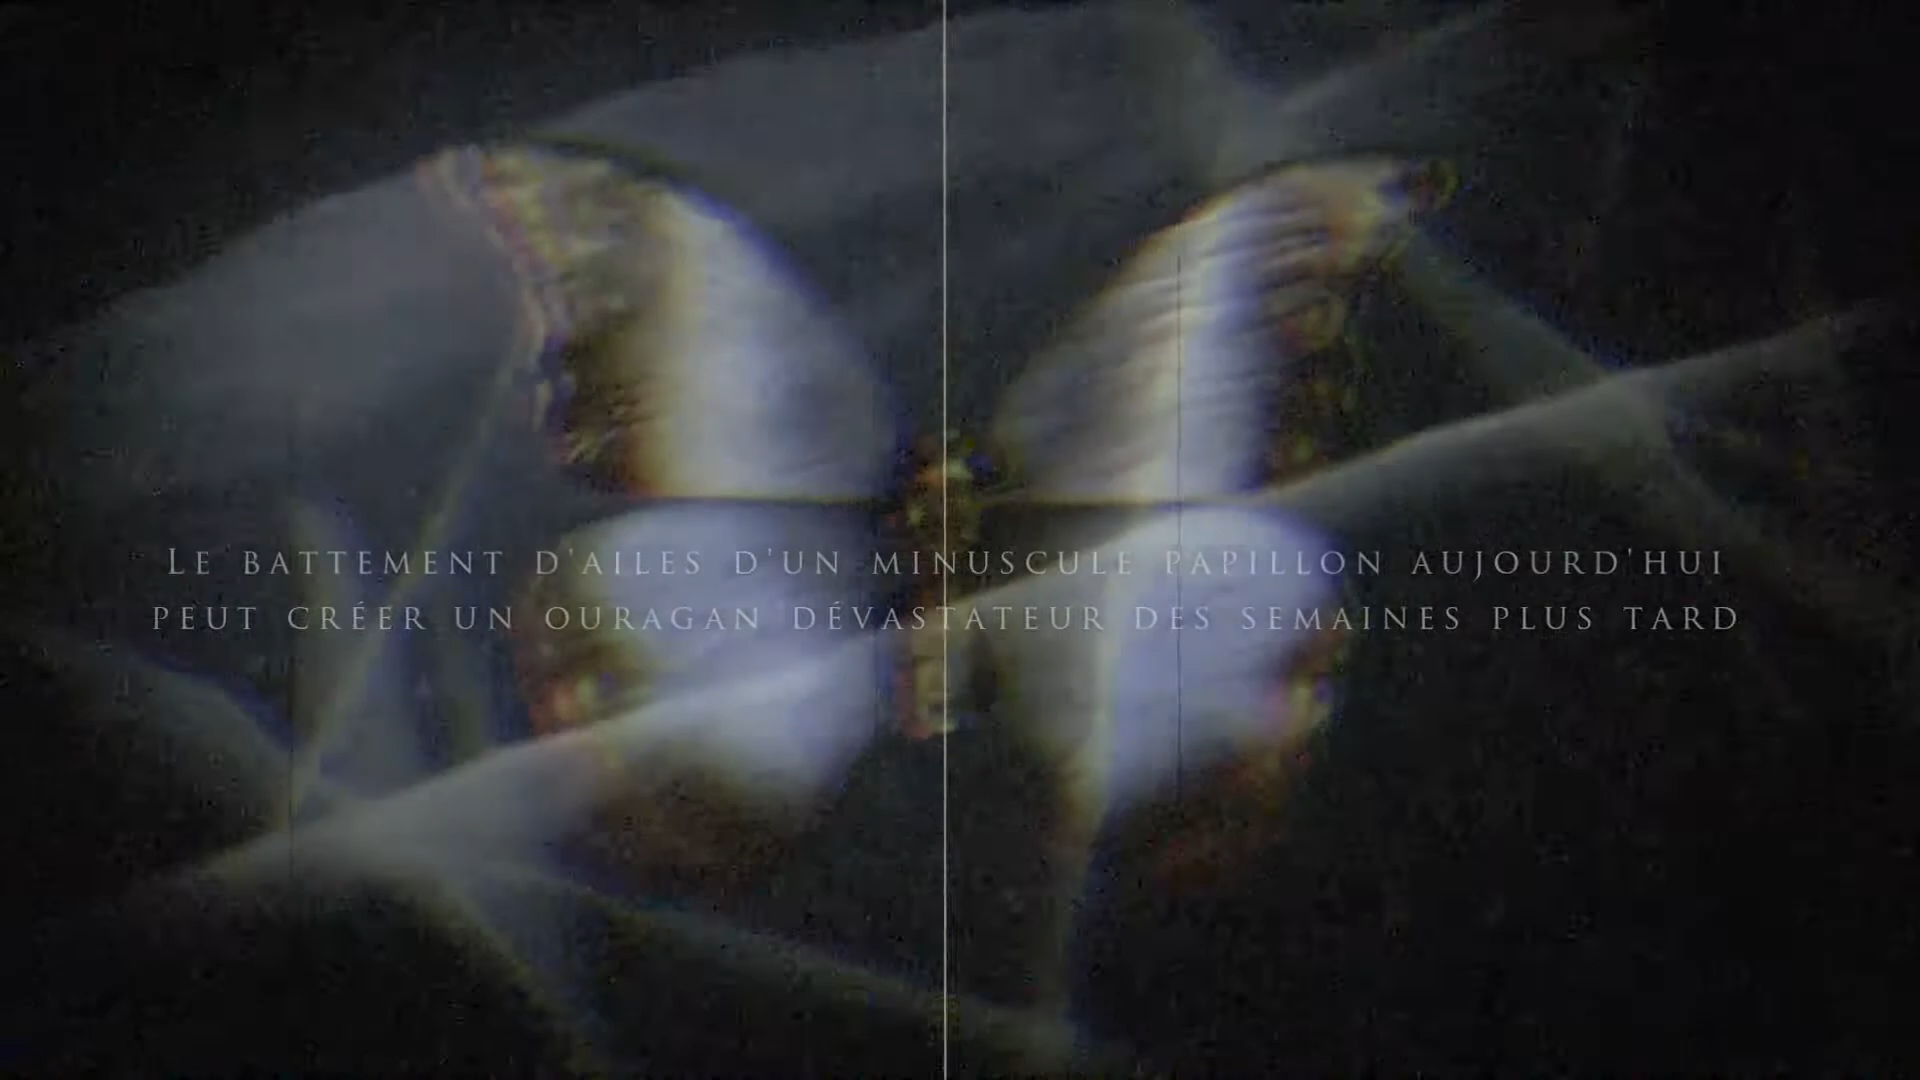 Le battement d'ailes d'un minuscule papillon aujourd'hui
peut créer un ouragan dévastateur des semaines plus tard